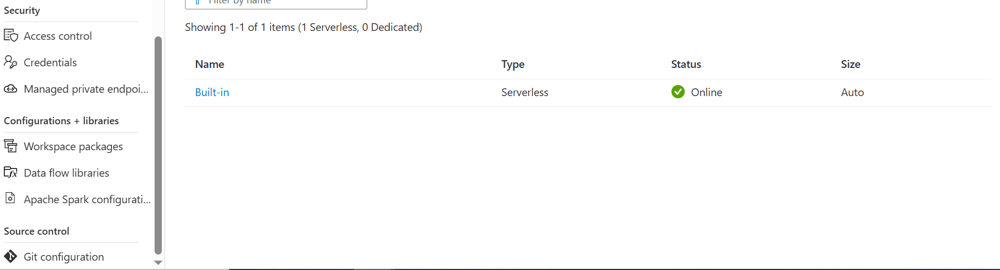 Security
Access control
Credentials
Managed private endpoi...
Configurations + libraries
Workspace packages
Data flow libraries
Apache Spark configurati...
Source control
Git configuration
Filter by name
Showing 1-1 of 1 items (1 Serverless, 0 Dedicated)
Name Type Status Size
Built-in Serverless Online Auto